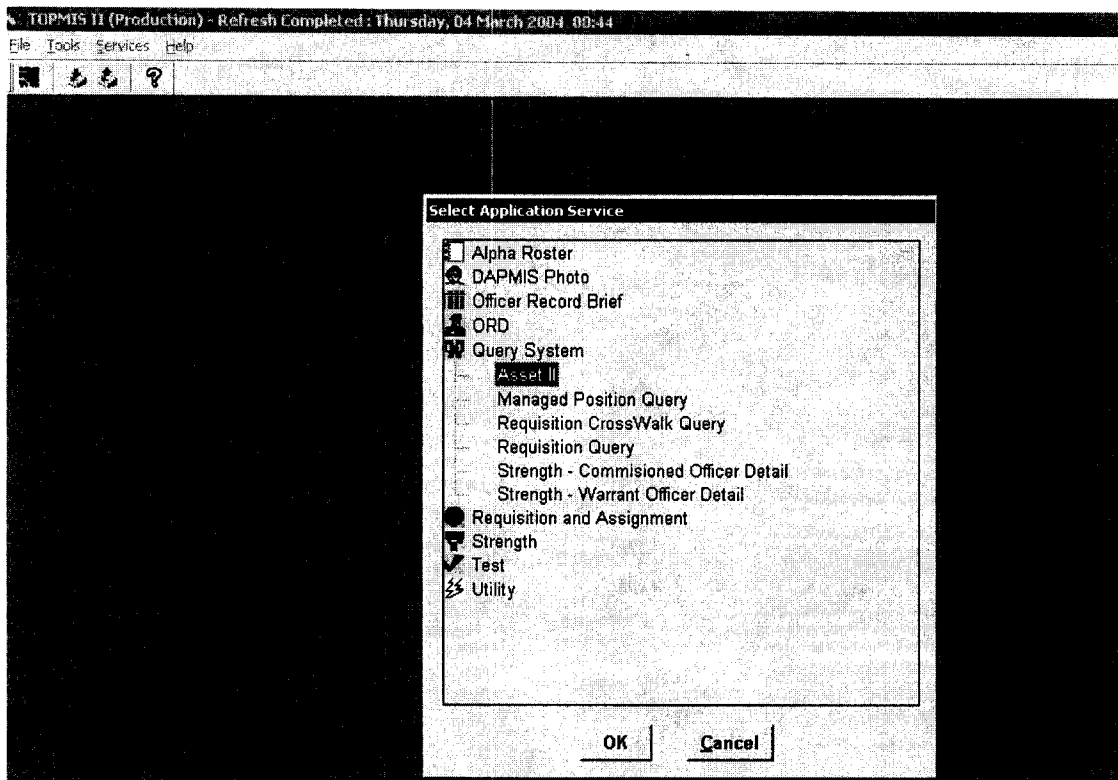 TOPMIS II (Production) - Refresh Completed : Thursday, 04 March 2004 00:44
File Tools Services Help
Select Application Service
Alpha Roster
DAPMIS Photo
Officer Record Brief
ORD
Query System
Asset II
Managed Position Query
Requisition CrossWalk Query
Requisition Query
Strength - Commisioned Officer Detail
Strength - Warrant Officer Detail
Requisition and Assignment
Strength
Test
Utility
OK Cancel